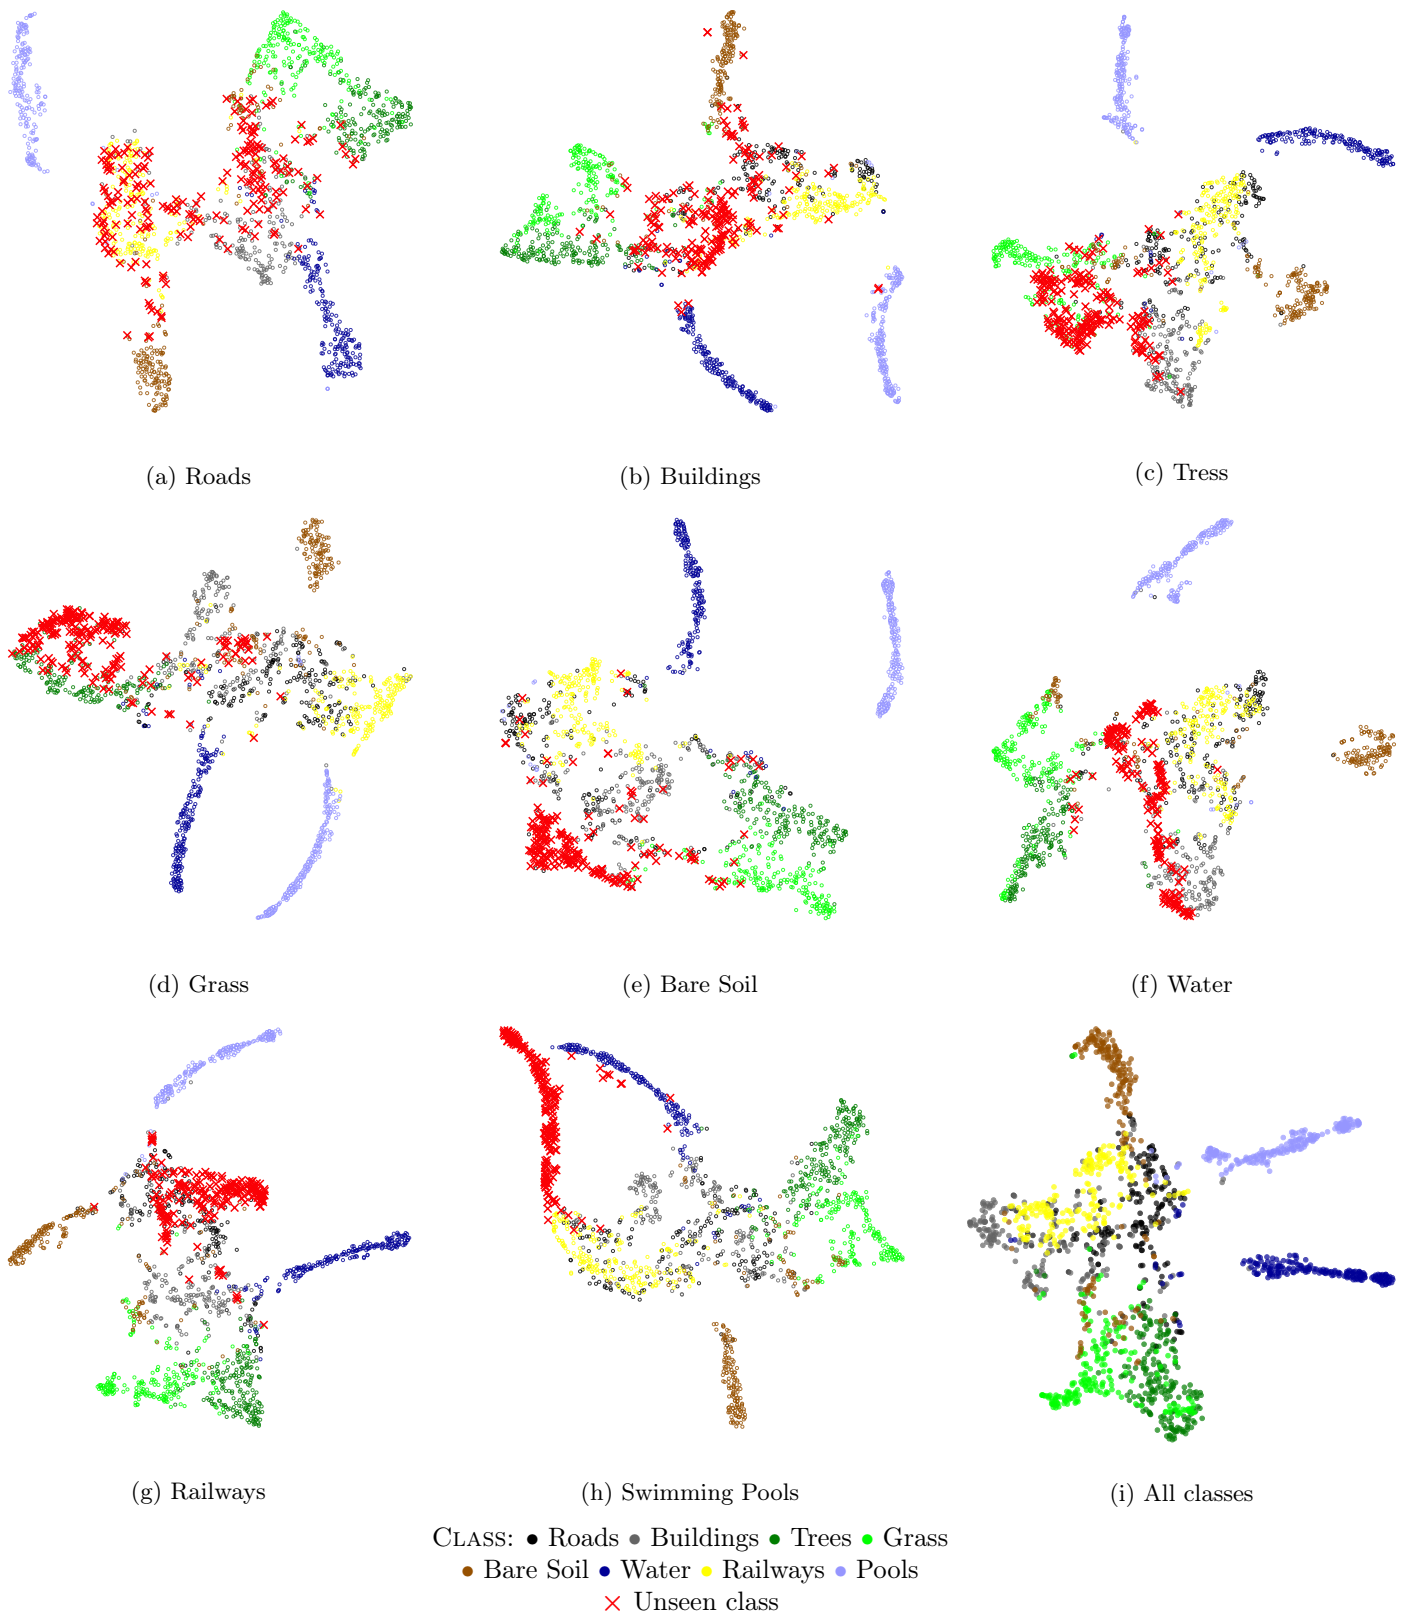 (a) Roads
(b) Buildings
(c) Tress
(d) Grass
(e) Bare Soil
(f) Water
(g) Railways
(h) Swimming Pools
(i) All classes
CLASS: Roads Buildings Trees Grass
Bare Soil Water Railways Pools
Unseen class